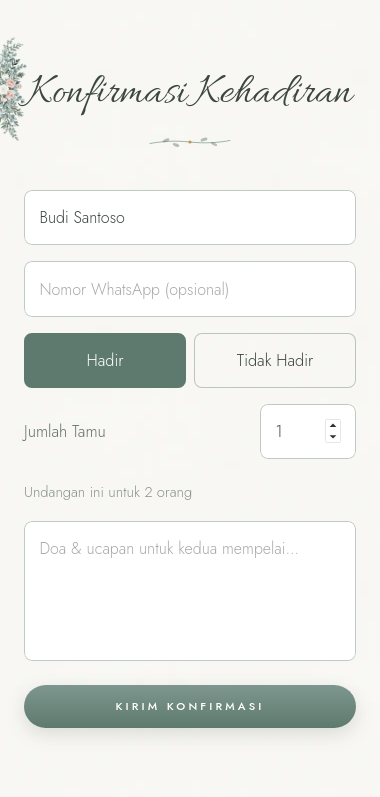 Konfirmasi Kehadiran
Budi Santoso
Nomor WhatsApp (opsional)
Hadir
Tidak Hadir
Jumlah Tamu
1
Undangan ini untuk 2 orang
Doa & ucapan untuk kedua mempelai...
KIRIM KONFIRMASI